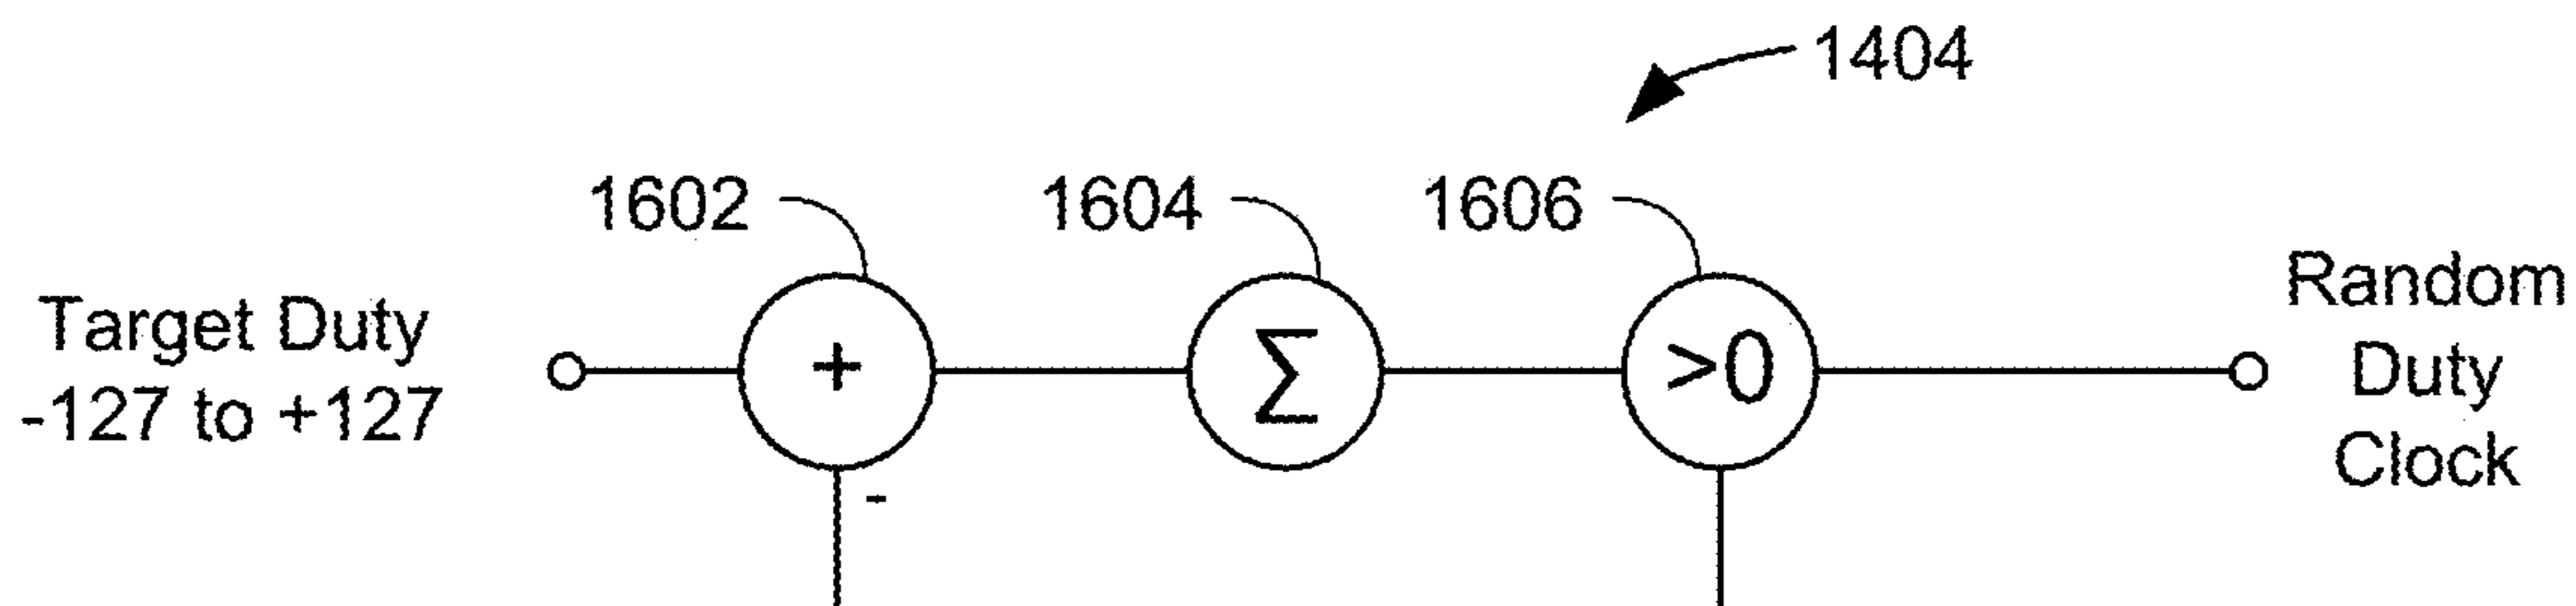 1404
1602
1604
1606
Target Duty
-127 to +127
+
-
Σ
>0
Random
Duty
Clock